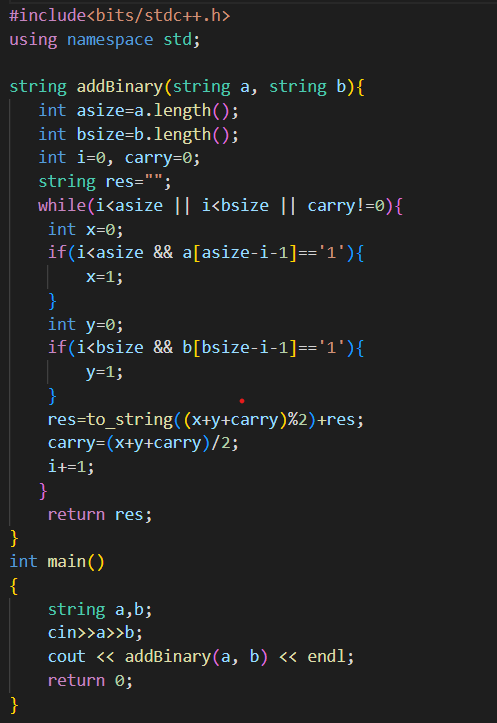 #include<bits/stdc++.h>
using namespace std;
string addBinary(string a, string b){
int asize=a.length();
int bsize=b.length();
int i=0, carry=0;
string res="";
while(i<asize || i<bsize || carry!=0){
int x=0;
if(i<asize && a[asize-i-1]=='1'){
x=1;
}
int y=0;
if(i<bsize && b[bsize-i-1]=='1'){
y=1;
}
res=to_string((x+y+carry)%2)+res;
carry=(x+y+carry)/2;
i+=1;
}
return res;
}
int main()
{
string a,b;
cin>>a>>b;
cout << addBinary(a, b) << endl;
return 0;
}